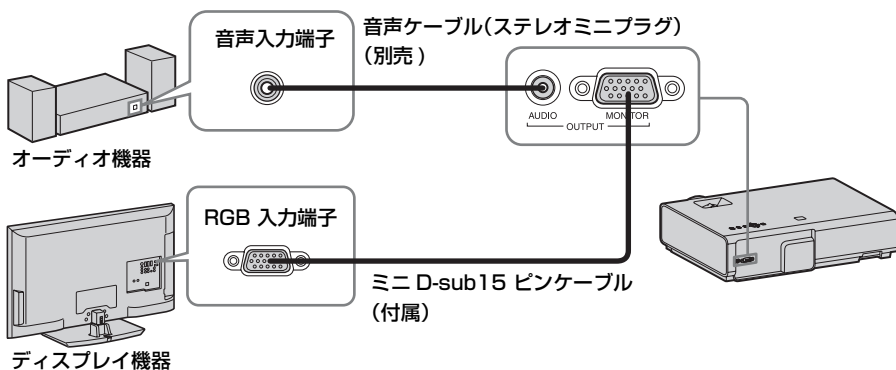 音声入力端子
音声ケーブル(ステレオミニプラグ)
(別売 )
AUDIO
MONITOR
OUTPUT
オーディオ機器
RGB 入力端子
ミニ D-sub15 ピンケーブル
(付属)
ディスプレイ機器